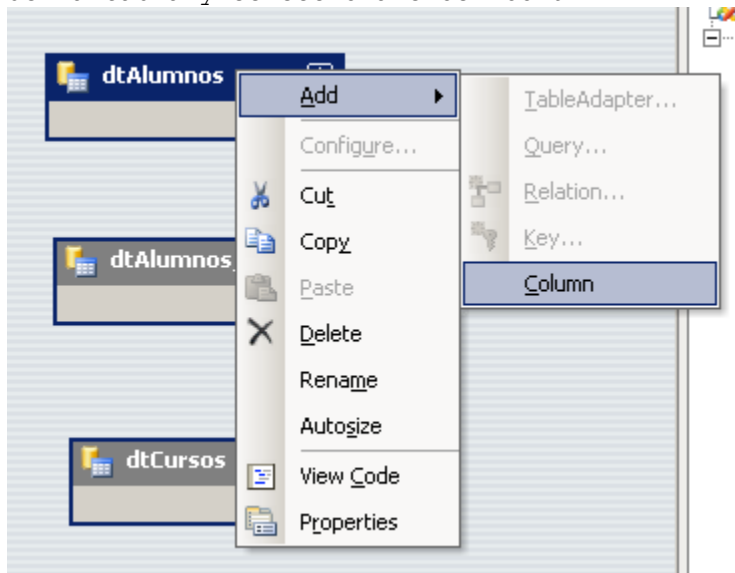 dtAlumnos
Add
TableAdapter...
Configure...
Query...
Cut
Relation...
Copy
Key...
dtAlumnos_
Paste
Column
Delete
Rename
Autosize
dtCursos
View Code
Properties